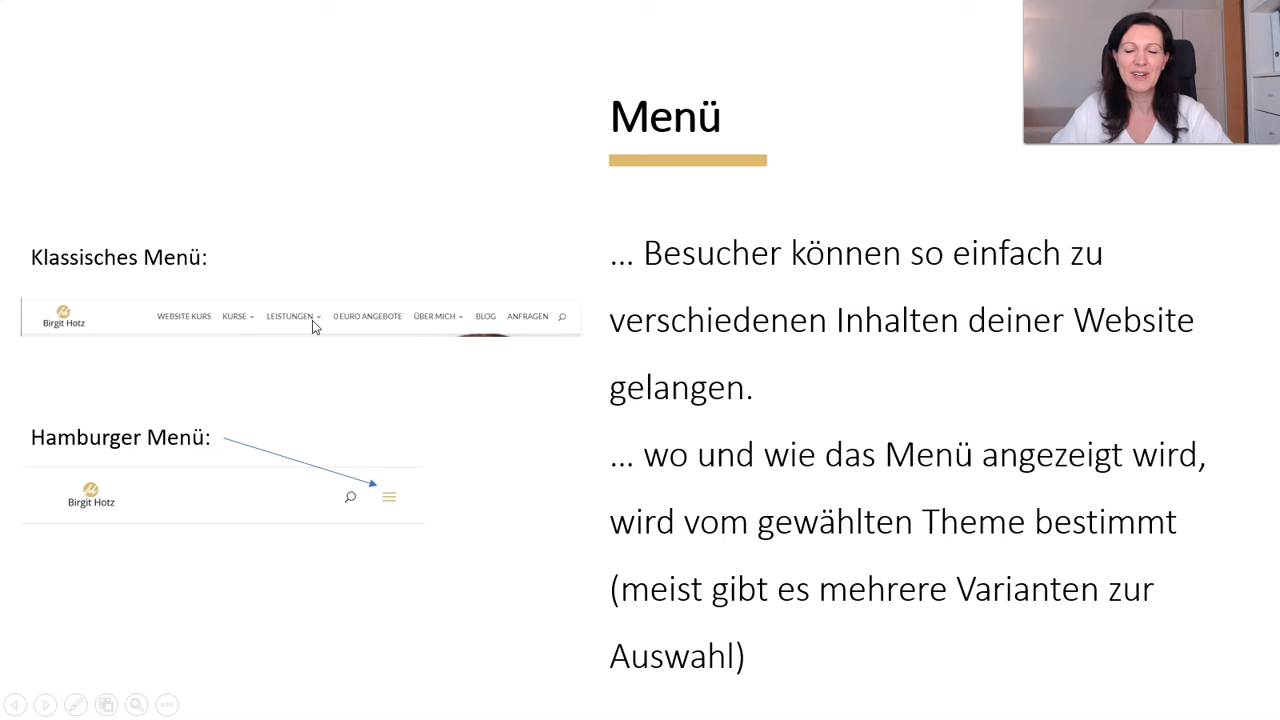 Menü
Klassisches Menü:
Birgit Hotz
WEBSITE KURS KURSE LEISTUNGEN 0 EURO ANGEBOTE ÜBER MICH BLOG ANFRAGEN
Hamburger Menü:
Birgit Hotz
... Besucher können so einfach zu
verschiedenen Inhalten deiner Website
gelangen.
... wo und wie das Menü angezeigt wird,
wird vom gewählten Theme bestimmt
(meist gibt es mehrere Varianten zur
Auswahl)